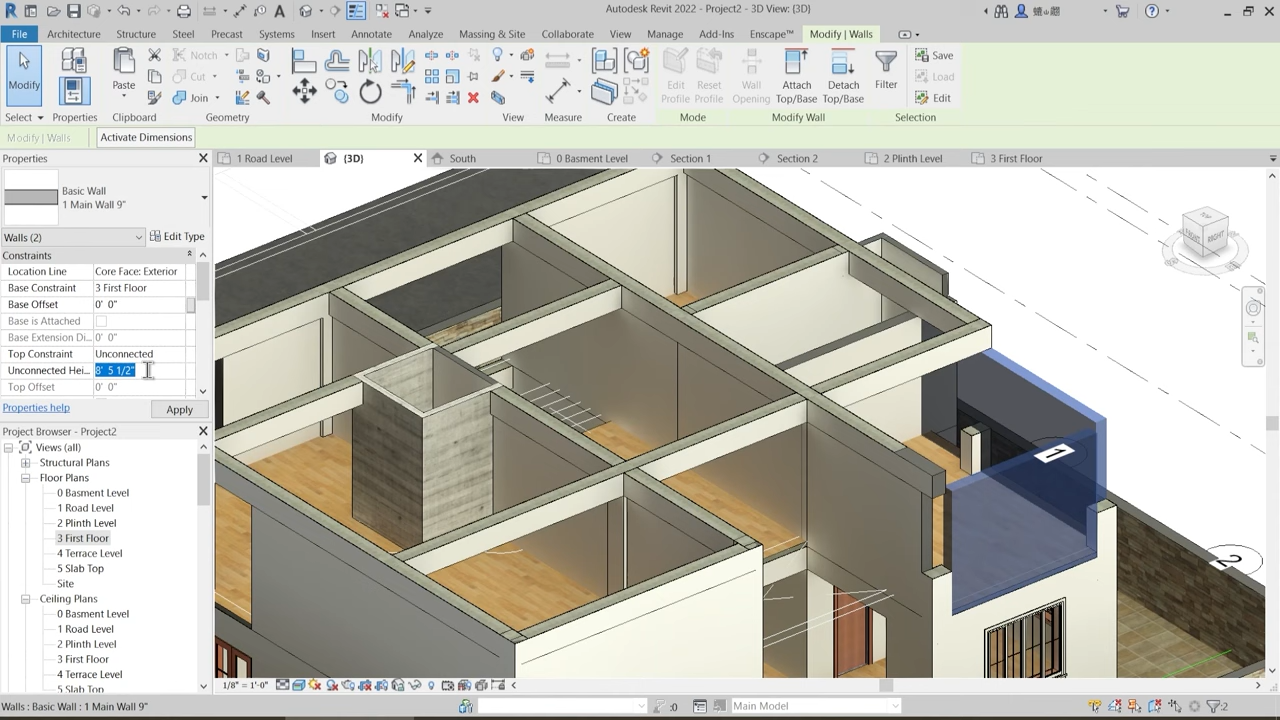 Autodesk Revit 2022 - Project2 - 3D View: {3D}
File Architecture Structure Steel Precast Systems Insert Annotate Analyze Massing & Site Collaborate View Manage Add-Ins Enscape™ Modify | Walls
Modify
Paste
Notch
Cut
Join
Edit Profile
Reset Profile
Wall Opening
Attach Top/Base
Detach Top/Base
Filter
Save
Load
Edit
Select Properties Clipboard Geometry Modify View Measure Create Mode Modify Wall Selection
Modify | Walls Activate Dimensions
Properties
1 Road Level {3D} South 0 Basment Level Section 1 Section 2 2 Plinth Level 3 First Floor
Basic Wall
1 Main Wall 9"
Walls (2) Edit Type
Constraints
Location Line Core Face: Exterior
Base Constraint 3 First Floor
Base Offset 0' 0"
Base is Attached
Base Extension Di... 0' 0"
Top Constraint Unconnected
Unconnected Hei... 8' 5 1/2"
Top Offset 0' 0"
Properties help Apply
Project Browser - Project2
Views (all)
Structural Plans
Floor Plans
0 Basment Level
1 Road Level
2 Plinth Level
3 First Floor
4 Terrace Level
5 Slab Top
Site
Ceiling Plans
0 Basment Level
1 Road Level
2 Plinth Level
3 First Floor
4 Terrace Level
5 Slab Top
TOP
RIGHT
1
2
1/8" = 1'-0"
Walls : Basic Wall : 1 Main Wall 9" :0 Main Model :2